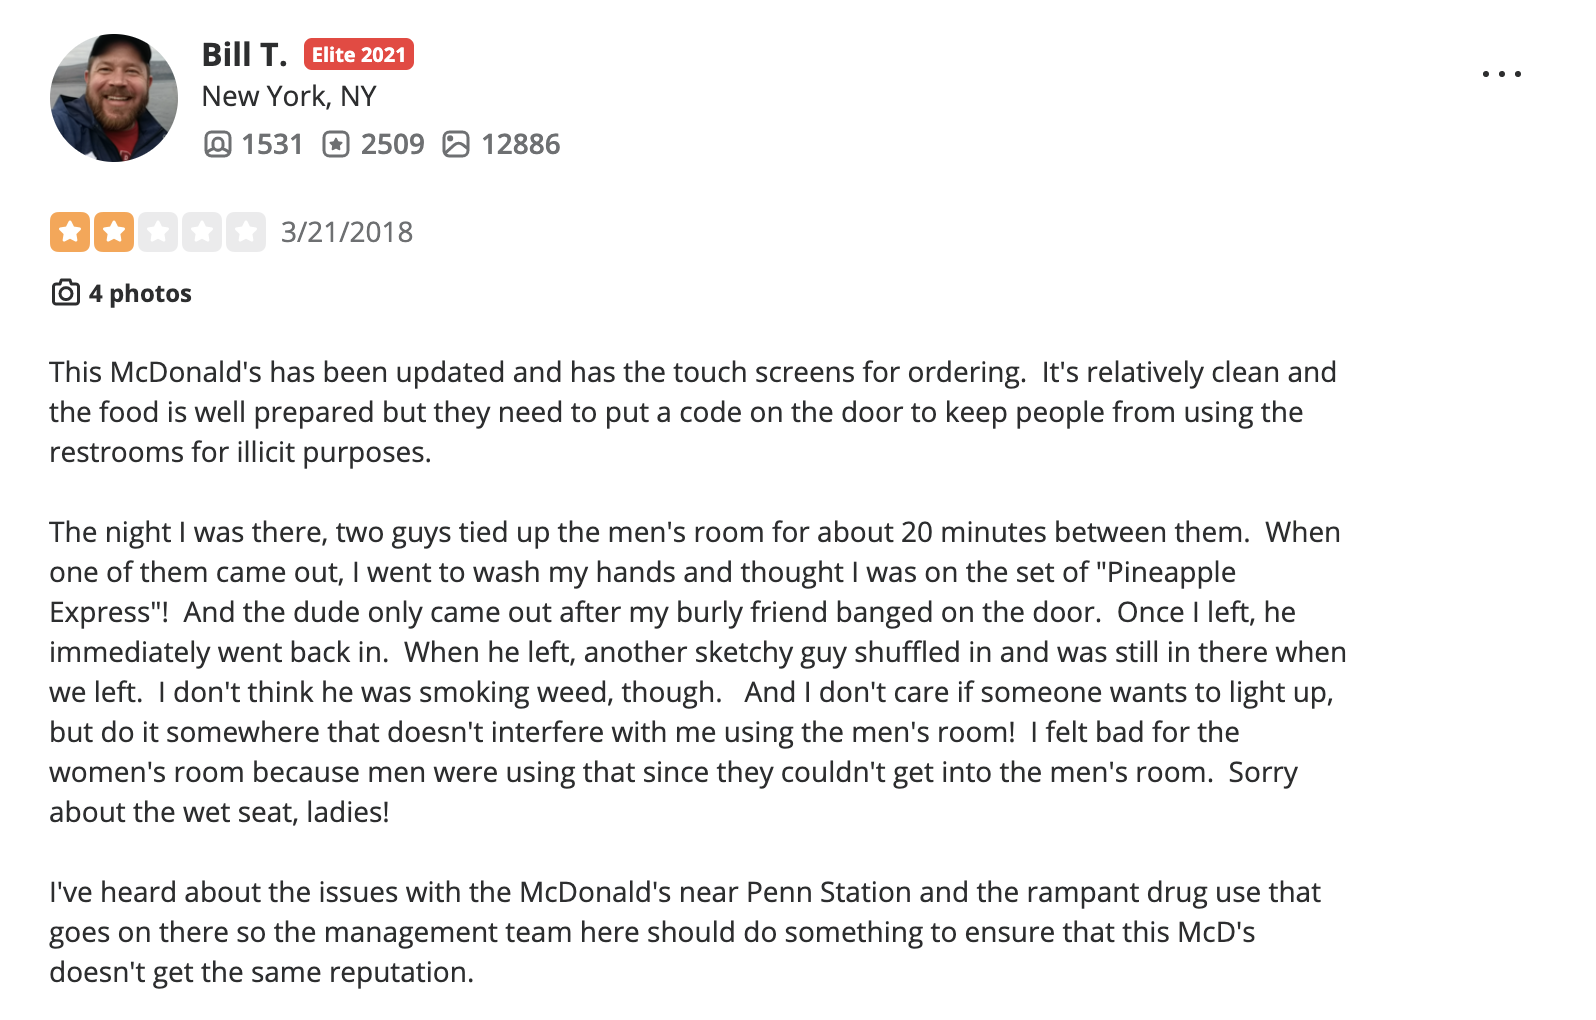 Bill T. Elite 2021
New York, NY
1531 2509 12886
3/21/2018
4 photos
This McDonald's has been updated and has the touch screens for ordering.  It's relatively clean and
the food is well prepared but they need to put a code on the door to keep people from using the
restrooms for illicit purposes.
The night I was there, two guys tied up the men's room for about 20 minutes between them.  When
one of them came out, I went to wash my hands and thought I was on the set of "Pineapple
Express"!  And the dude only came out after my burly friend banged on the door.  Once I left, he
immediately went back in.  When he left, another sketchy guy shuffled in and was still in there when
we left.  I don't think he was smoking weed, though.   And I don't care if someone wants to light up,
but do it somewhere that doesn't interfere with me using the men's room!  I felt bad for the
women's room because men were using that since they couldn't get into the men's room.  Sorry
about the wet seat, ladies!
I've heard about the issues with the McDonald's near Penn Station and the rampant drug use that
goes on there so the management team here should do something to ensure that this McD's
doesn't get the same reputation.